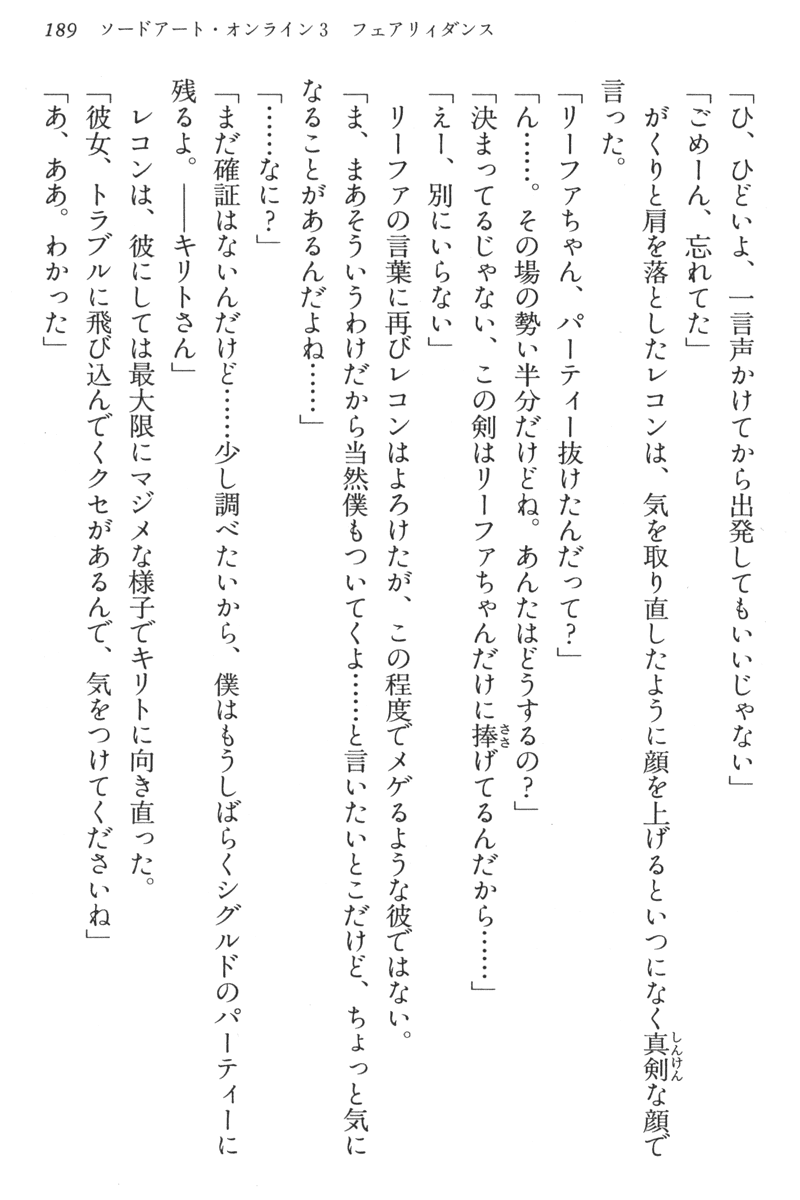 189 ソードアート・オンライン3 フェアリィダンス
「ひ、ひどいよ、一言声かけてから出発してもいいじゃない」
「ごめーん、忘れてた」
がくりと肩を落としたレコンは、気を取り直したように顔を上げるといつになく真剣な顔で
言った。
「リーファちゃん、パーティー抜けたんだって？」
「ん……。その場の勢い半分だけどね。あんたはどうするの？」
「決まってるじゃない、この剣はリーファちゃんだけに捧げてるんだから……」
「えー、別にいらない」
リーファの言葉に再びレコンはよろけたが、この程度でメゲるような彼ではない。
「ま、まあそういうわけだから当然僕もついてくよ……と言いたいとこだけど、ちょっと気に
なることがあるんだよね……」
「……なに？」
「まだ確証はないんだけど……少し調べたいから、僕はもうしばらくシグルドのパーティーに
残るよ。――キリトさん」
レコンは、彼にしては最大限にマジメな様子でキリトに向き直った。
「彼女、トラブルに飛び込んでくクセがあるんで、気をつけてくださいね」
「あ、ああ。わかった」